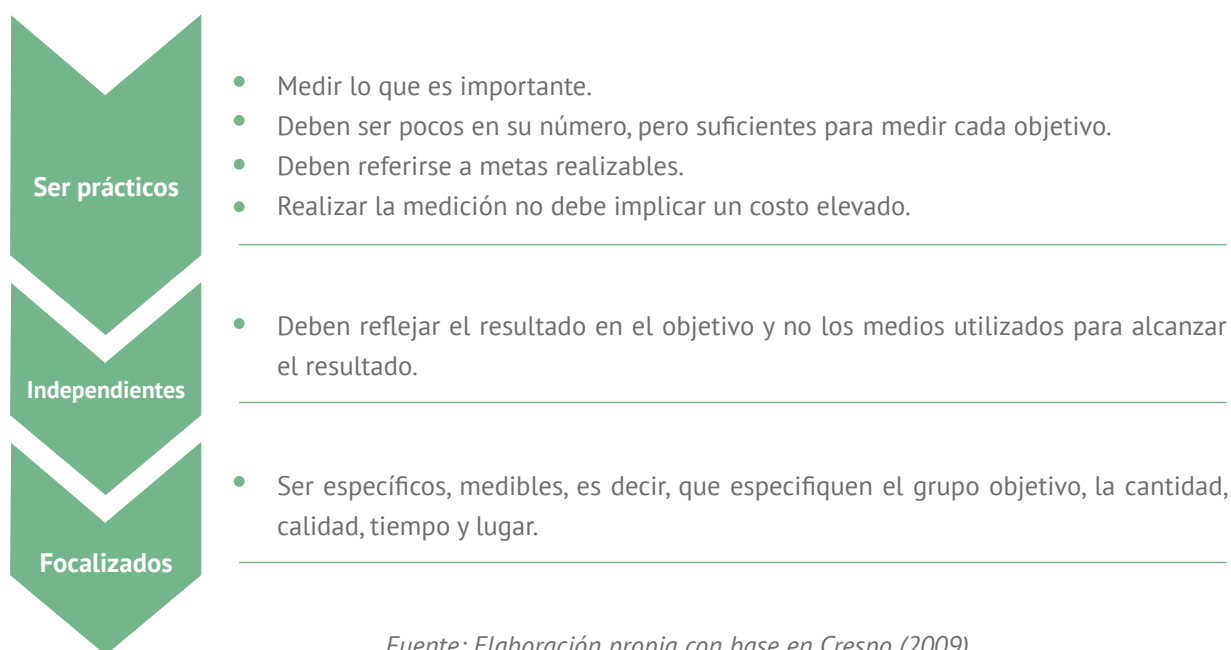 Ser prácticos
Medir lo que es importante.
Deben ser pocos en su número, pero suficientes para medir cada objetivo.
Deben referirse a metas realizables.
Realizar la medición no debe implicar un costo elevado.
Independientes
Deben reflejar el resultado en el objetivo y no los medios utilizados para alcanzar
el resultado.
Focalizados
Ser específicos, medibles, es decir, que especifiquen el grupo objetivo, la cantidad,
calidad, tiempo y lugar.
Fuente: Elaboración propia con base en Crespo (2009)